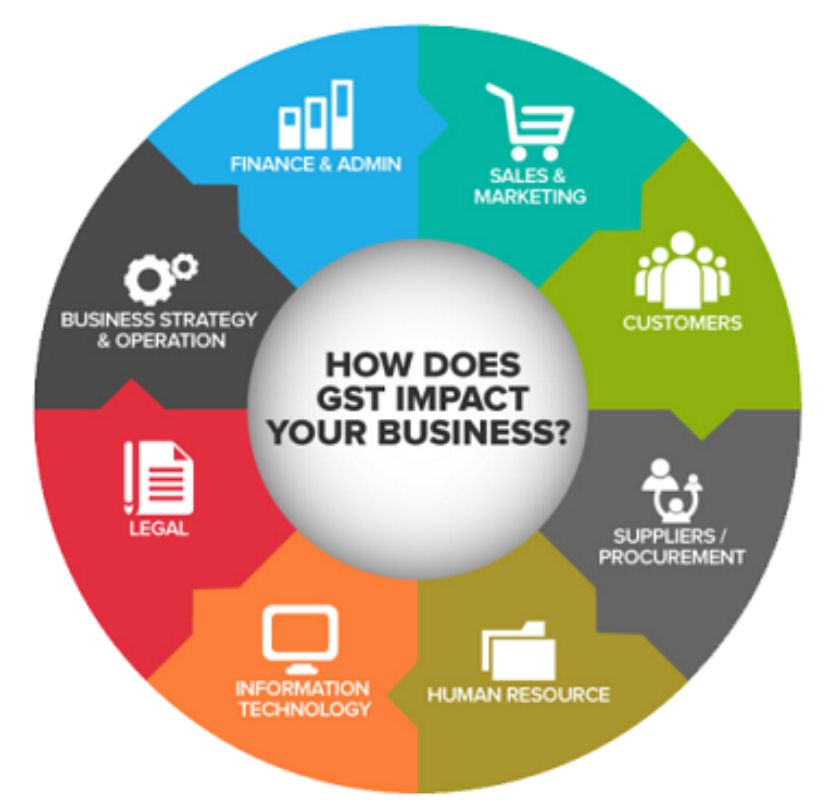 FINANCE & ADMIN
SALES &
MARKETING
CUSTOMERS
SUPPLIERS /
PROCUREMENT
HUMAN RESOURCE
INFORMATION
TECHNOLOGY
LEGAL
BUSINESS STRATEGY
& OPERATION
HOW DOES
GST IMPACT
YOUR BUSINESS?